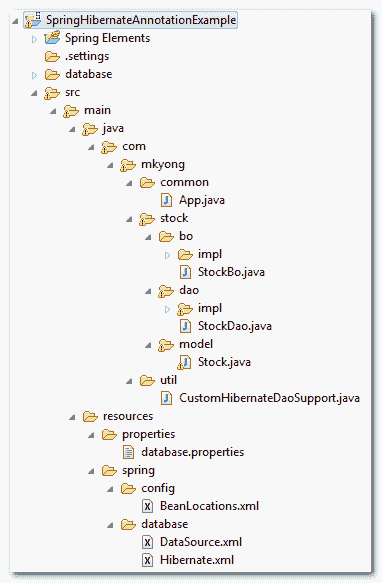 SpringHibernateAnnotationExample
Spring Elements
.settings
database
src
main
java
com
mkyong
common
App.java
stock
bo
impl
StockBo.java
dao
impl
StockDao.java
model
Stock.java
util
CustomHibernateDaoSupport.java
resources
properties
database.properties
spring
config
BeanLocations.xml
database
DataSource.xml
Hibernate.xml